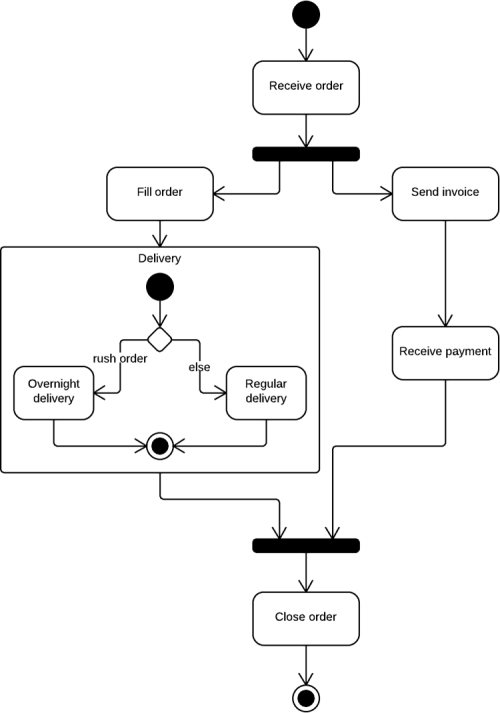 Receive order
Fill order
Send invoice
Delivery
rush order
else
Receive payment
Overnight
delivery
Regular
delivery
Close order